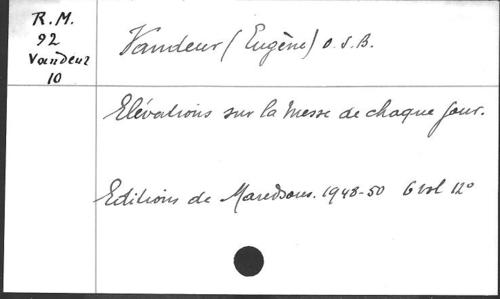 R.M.
92
Vandeur
10
Vandeur (Eugène) O.S.B.
Elévations sur la Messe de chaque jour.
Editions de Maredsous. 1948-50 6 vol 12°